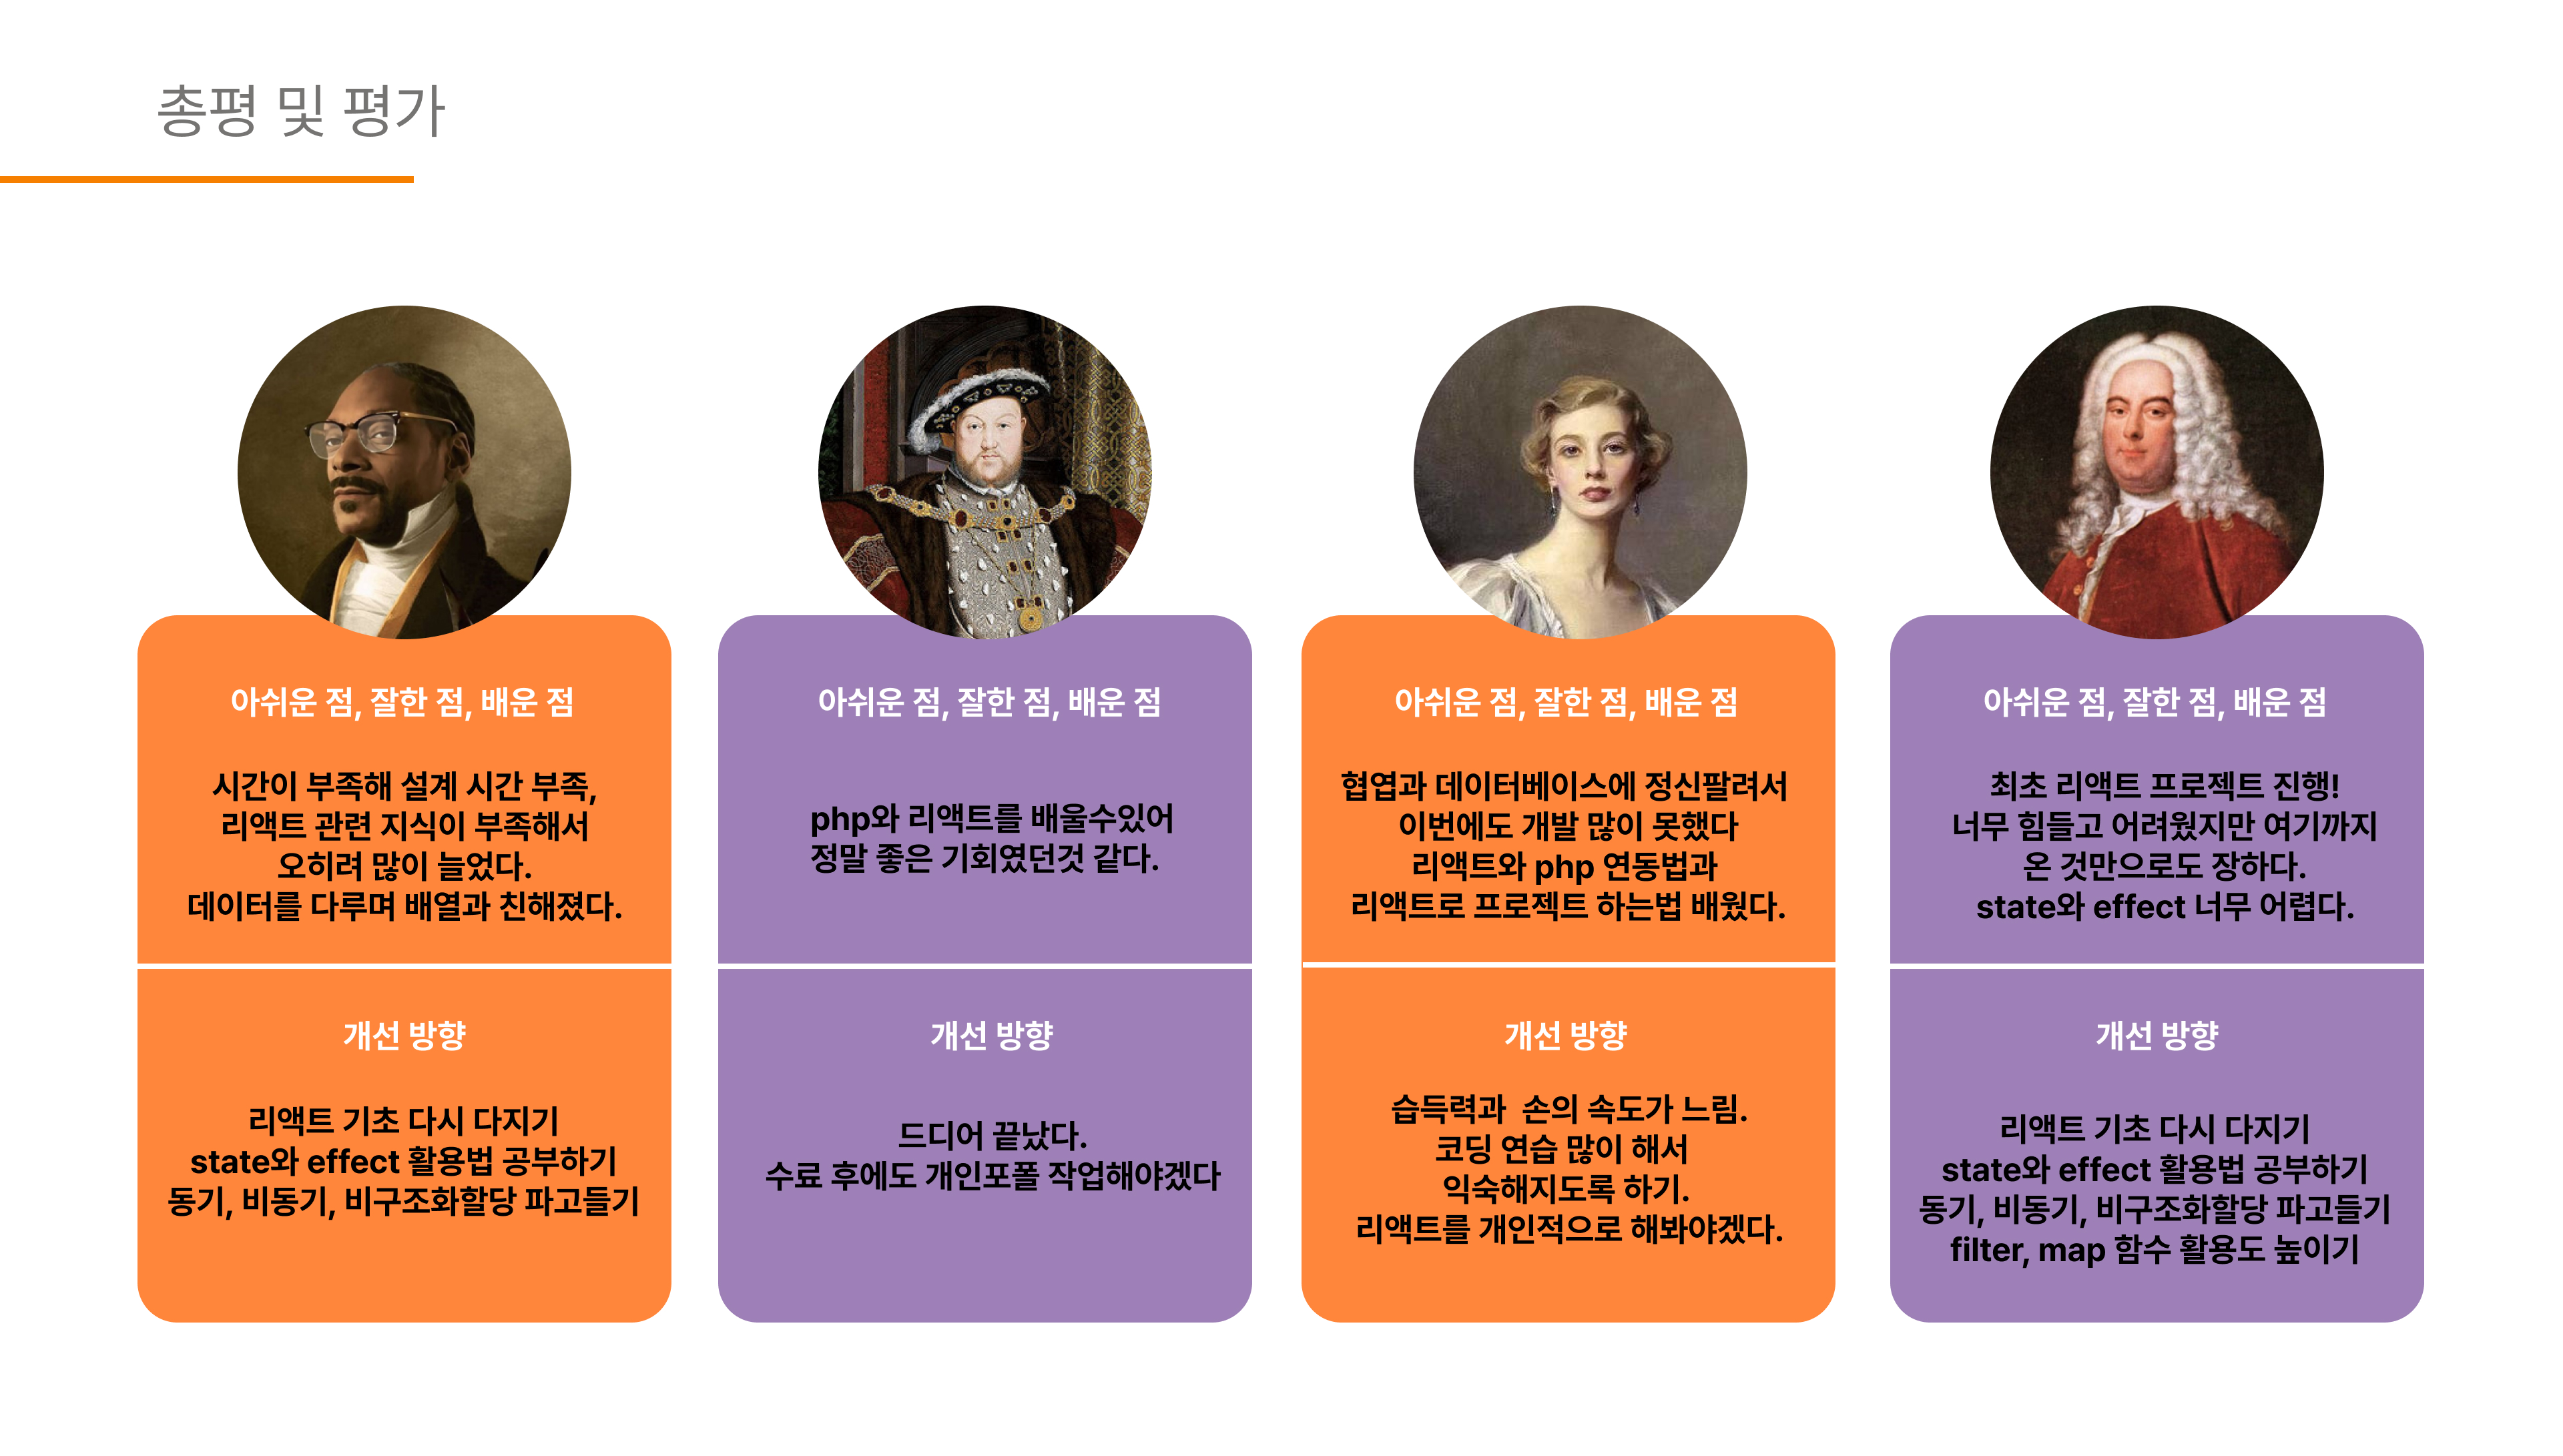 총평 및 평가
아쉬운 점, 잘한 점, 배운 점
시간이 부족해 설계 시간 부족,
리액트 관련 지식이 부족해서
오히려 많이 늘었다.
데이터를 다루며 배열과 친해졌다.
개선 방향
리액트 기초 다시 다지기
state와 effect 활용법 공부하기
동기, 비동기, 비구조화할당 파고들기
아쉬운 점, 잘한 점, 배운 점
php와 리액트를 배울수있어
정말 좋은 기회였던것 같다.
개선 방향
드디어 끝났다.
수료 후에도 개인포폴 작업해야겠다
아쉬운 점, 잘한 점, 배운 점
협엽과 데이터베이스에 정신팔려서
이번에도 개발 많이 못했다
리액트와 php 연동법과
리액트로 프로젝트 하는법 배웠다.
개선 방향
습득력과  손의 속도가 느림.
코딩 연습 많이 해서
익숙해지도록 하기.
리액트를 개인적으로 해봐야겠다.
아쉬운 점, 잘한 점, 배운 점
최초 리액트 프로젝트 진행!
너무 힘들고 어려웠지만 여기까지
온 것만으로도 장하다.
state와 effect 너무 어렵다.
개선 방향
리액트 기초 다시 다지기
state와 effect 활용법 공부하기
동기, 비동기, 비구조화할당 파고들기
filter, map 함수 활용도 높이기